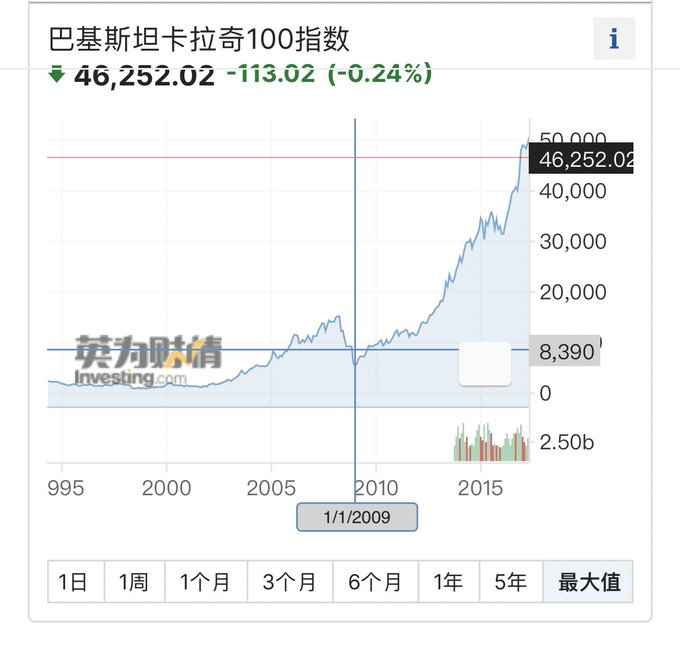 巴基斯坦卡拉奇100指数
i
46,252.02 -113.02 (-0.24%)
50,000
46,252.02
40,000
30,000
20,000
8,390
0
英为财情
Investing.com
2.50b
995 2000 2005 2010 2015
1/1/2009
1日 1周 1个月 3个月 6个月 1年 5年 最大值